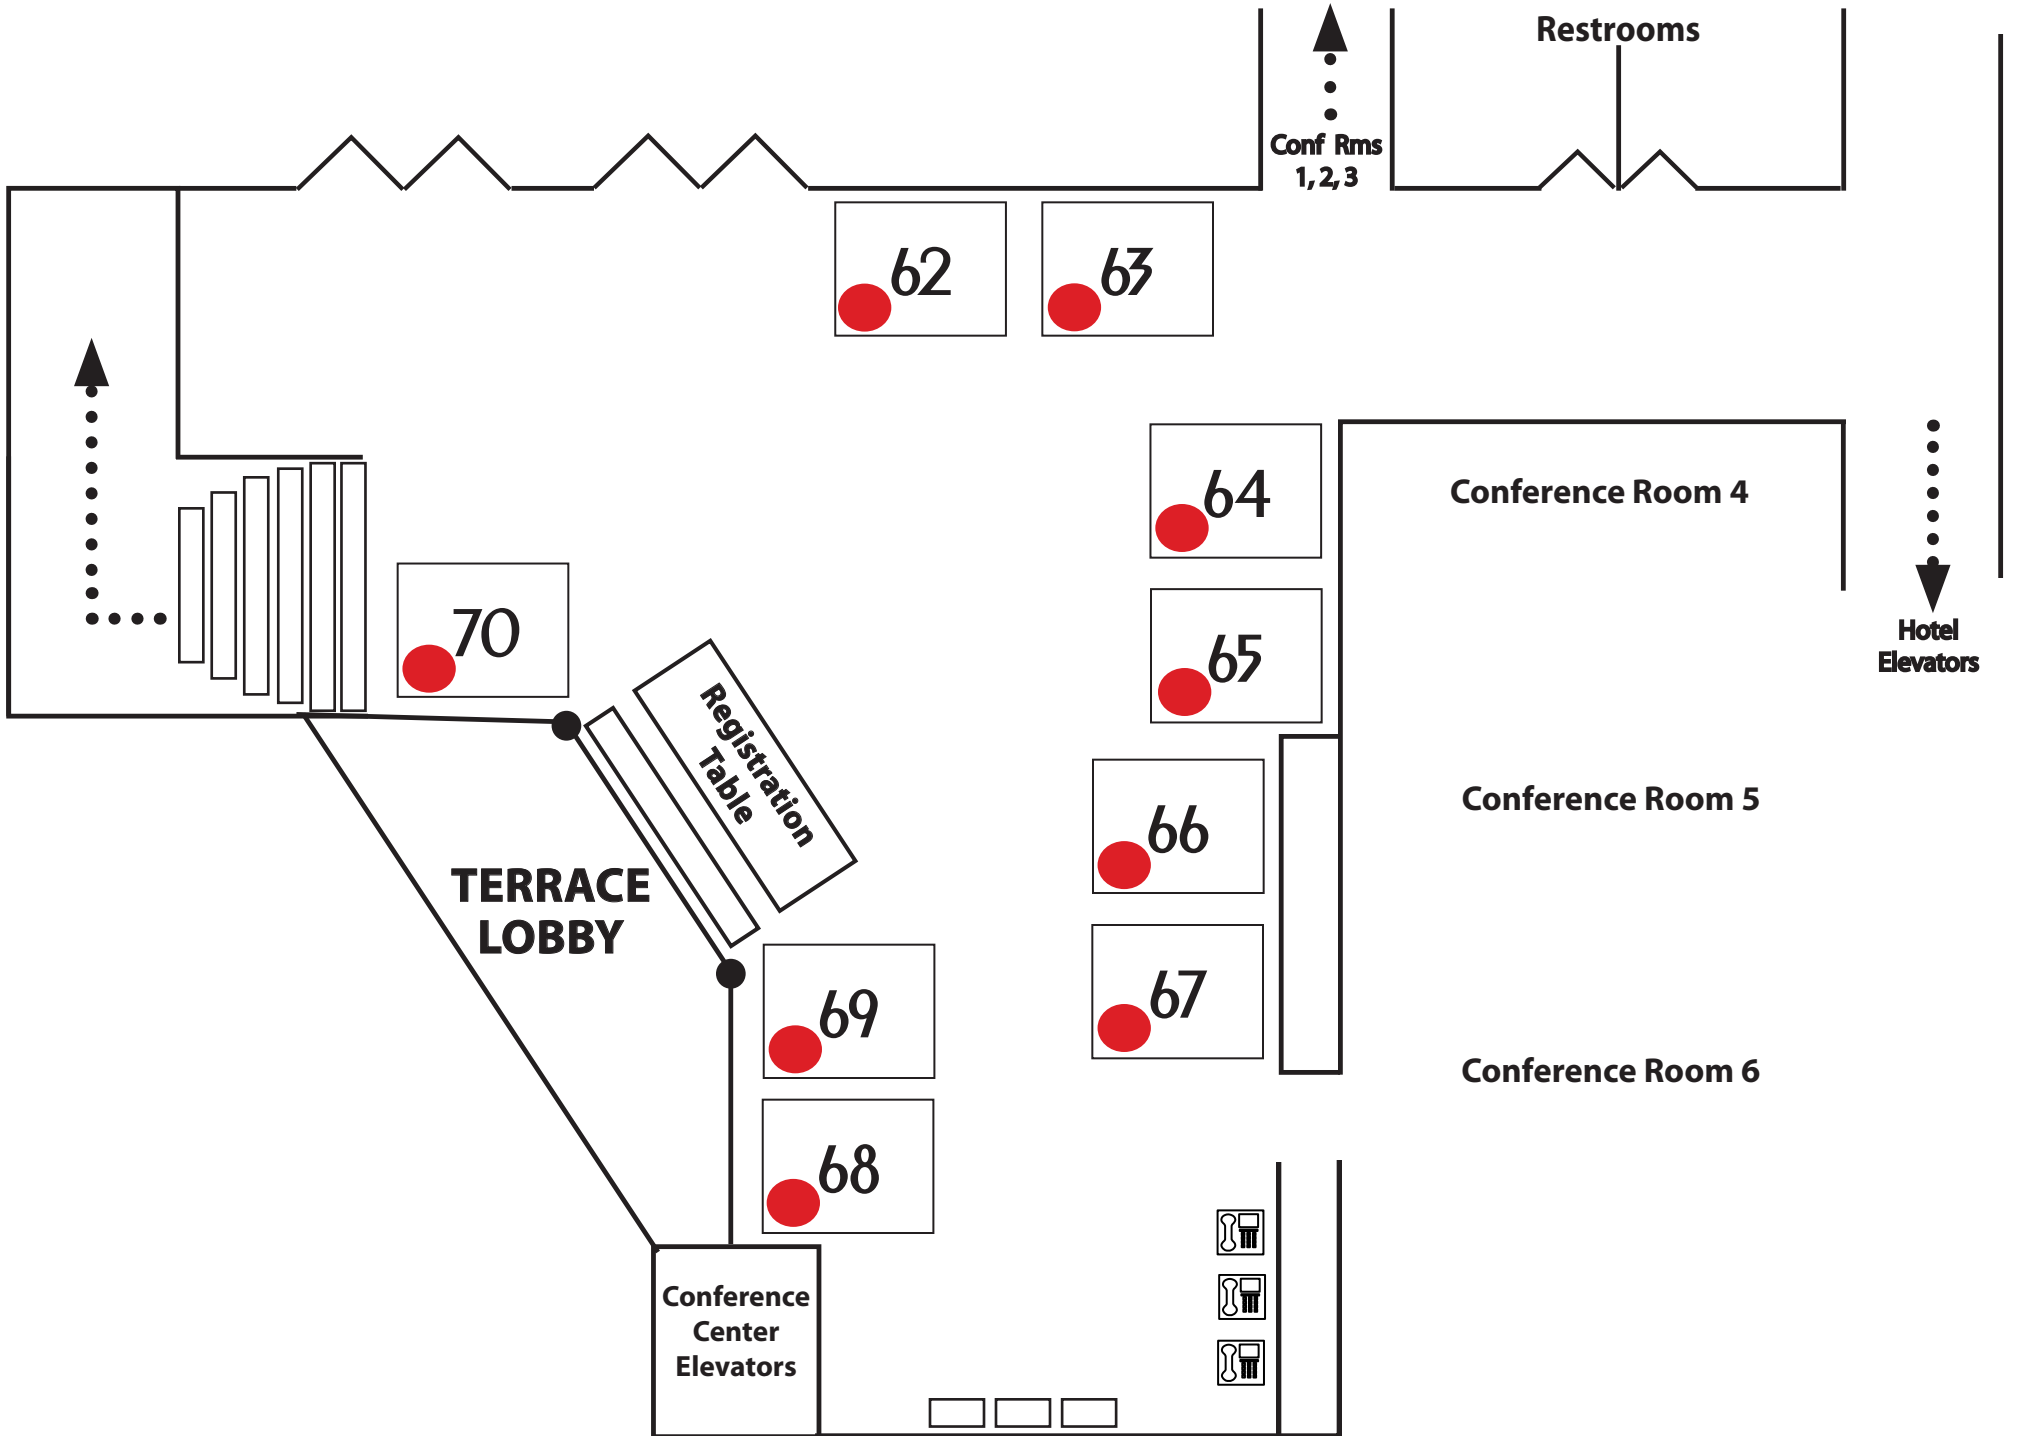 Restrooms
Conf Rms
1, 2, 3
62
63
64
Conference Room 4
70
65
Hotel
Elevators
Registration
Table
66
Conference Room 5
TERRACE
LOBBY
69
67
Conference Room 6
68
Conference
Center
Elevators